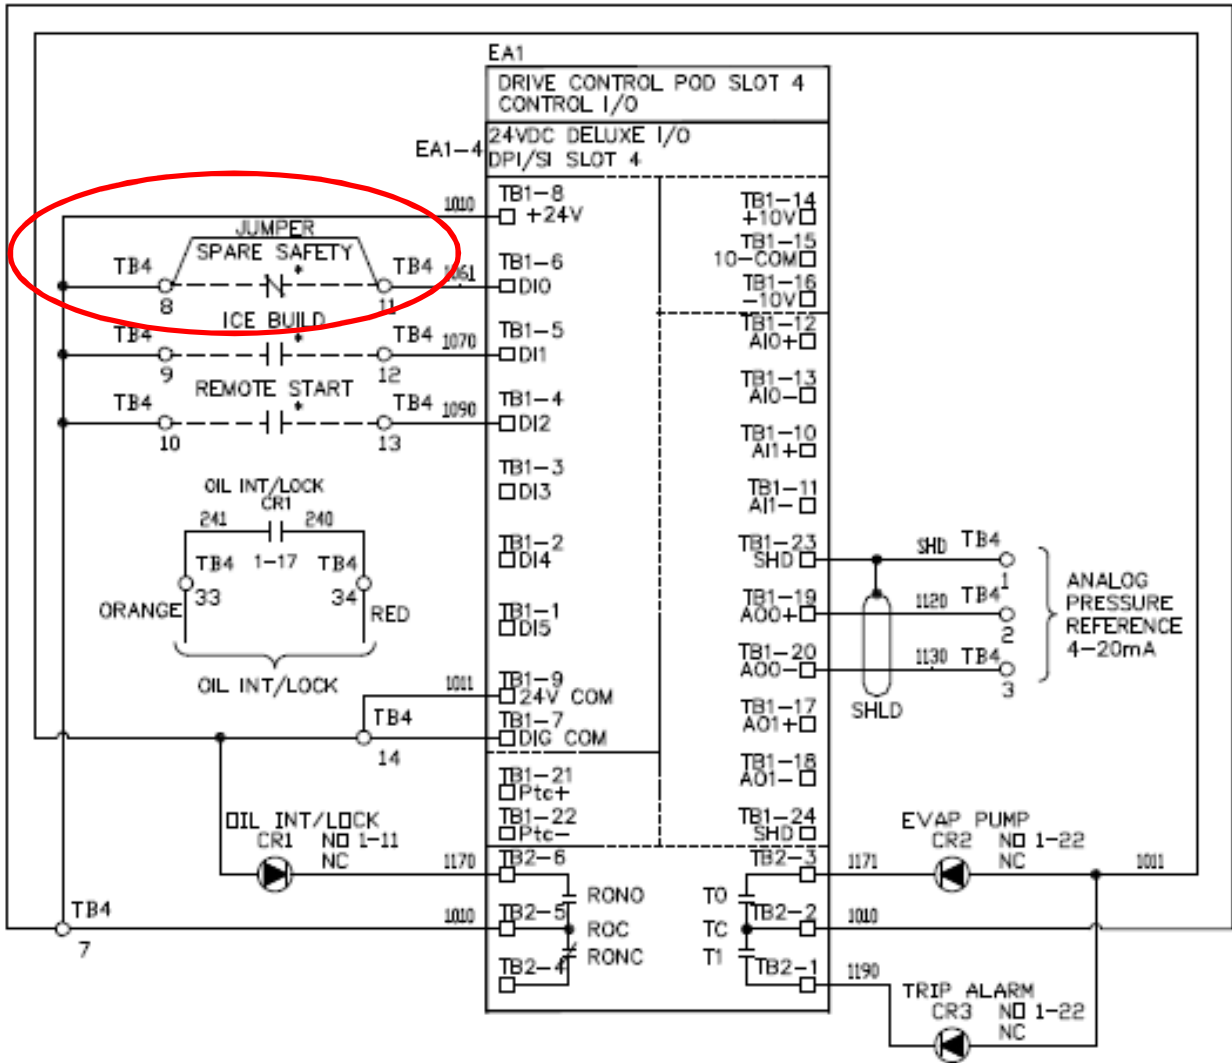 EA1
DRIVE CONTROL POD SLOT 4
CONTROL I/O
EA1-4
24VDC DELUXE I/O
DPI/SI SLOT 4
1010
TB1-8
+24V
TB1-14
+10V
JUMPER
SPARE SAFETY
TB4
TB4
1061
8
11
TB1-6
DI0
TB1-15
10-COM
TB1-16
-10V
ICE BUILD
TB4
TB4
1070
9
12
TB1-5
DI1
TB1-12
AI0+
REMOTE START
TB4
TB4
1090
10
13
TB1-4
DI2
TB1-13
AI0-
TB1-10
AI1+
TB1-3
DI3
TB1-11
AI1-
OIL INT/LOCK
CR1
241
240
1-17
TB4
TB4
33
34
ORANGE
RED
OIL INT/LOCK
TB1-2
DI4
TB1-23
SHD
SHD
TB4
1
TB1-1
DI5
TB1-19
AO0+
1120
TB4
2
TB1-20
AO0-
1130
TB4
3
SHLD
ANALOG
PRESSURE
REFERENCE
4-20mA
1011
TB1-9
24V COM
TB4
14
TB1-7
DIG COM
TB1-17
AO1+
TB1-18
AO1-
TB1-21
Ptc+
TB1-22
Ptc-
TB1-24
SHD
OIL INT/LOCK
CR1 NO 1-11
NC
1170
TB2-6
RONO
TB2-3
TO
1171
EVAP PUMP
CR2 NO 1-22
NC
1011
TB4
7
1010
TB2-5
ROC
TB2-2
TC
1010
RONC
TB2-4
T1
TB2-1
1190
TRIP ALARM
CR3 NO 1-22
NC